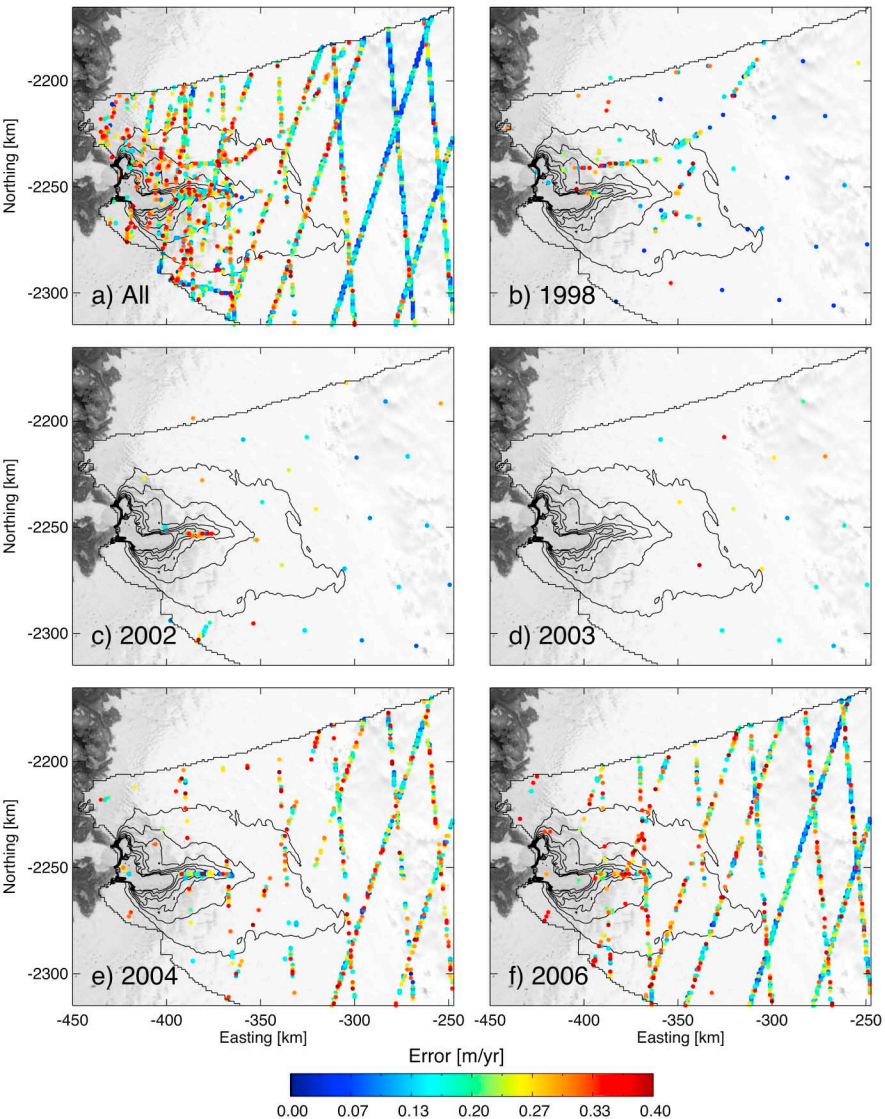 -2200
-2250
-2300
Northing [km]
a) All
b) 1998
-2200
-2250
-2300
Northing [km]
c) 2002
d) 2003
-2200
-2250
-2300
Northing [km]
e) 2004
f) 2006
-450 -400 -350 -300 -250
-450 -400 -350 -300 -250
Easting [km]
Easting [km]
Error [m/yr]
0.00 0.07 0.13 0.20 0.27 0.33 0.40